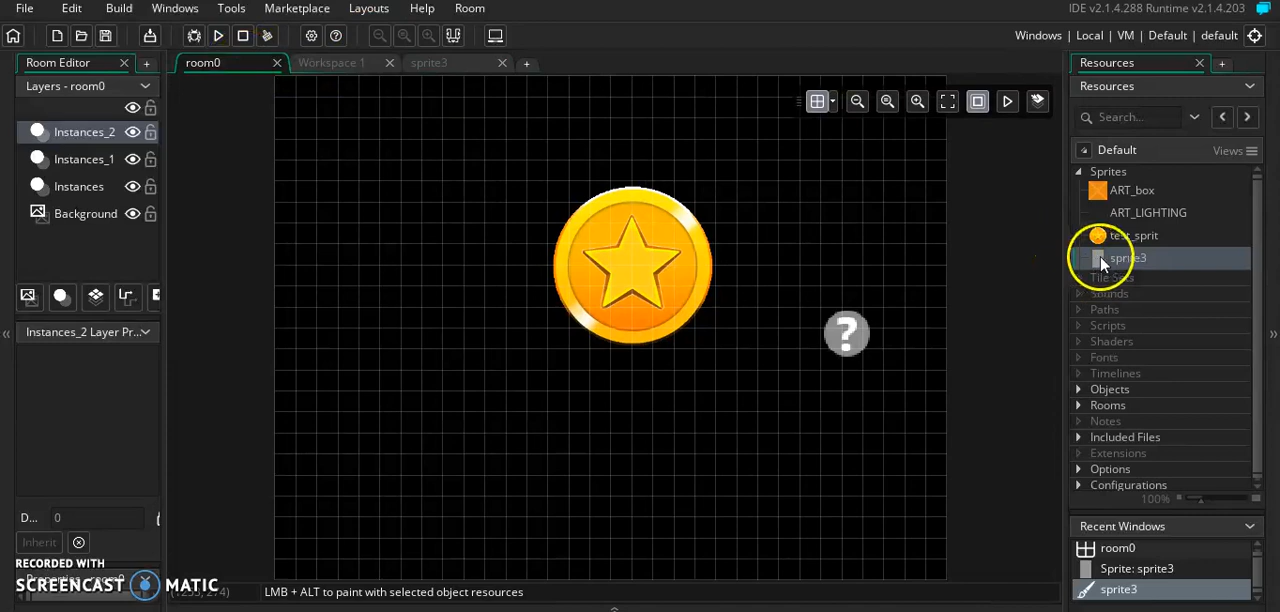 File Edit Build Windows Tools Marketplace Layouts Help Room
IDE v2.1.4.288 Runtime v2.1.4.203
Windows | Local | VM | Default | default
Room Editor
room0
Workspace 1
sprite3
Resources
Layers - room0
Instances_2
Instances_1
Instances
Background
Instances_2 Layer Pr...
D... 0
Inherit
Properties - room0
RECORDED WITH
SCREENCAST MATIC
?
LMB + ALT to paint with selected object resources
Resources
Search...
Default Views
Sprites
ART_box
ART_LIGHTING
test_sprit
sprite3
Tile Sets
Sounds
Paths
Scripts
Shaders
Fonts
Timelines
Objects
Rooms
Notes
Included Files
Extensions
Options
Configurations
100%
Recent Windows
room0
Sprite: sprite3
sprite3